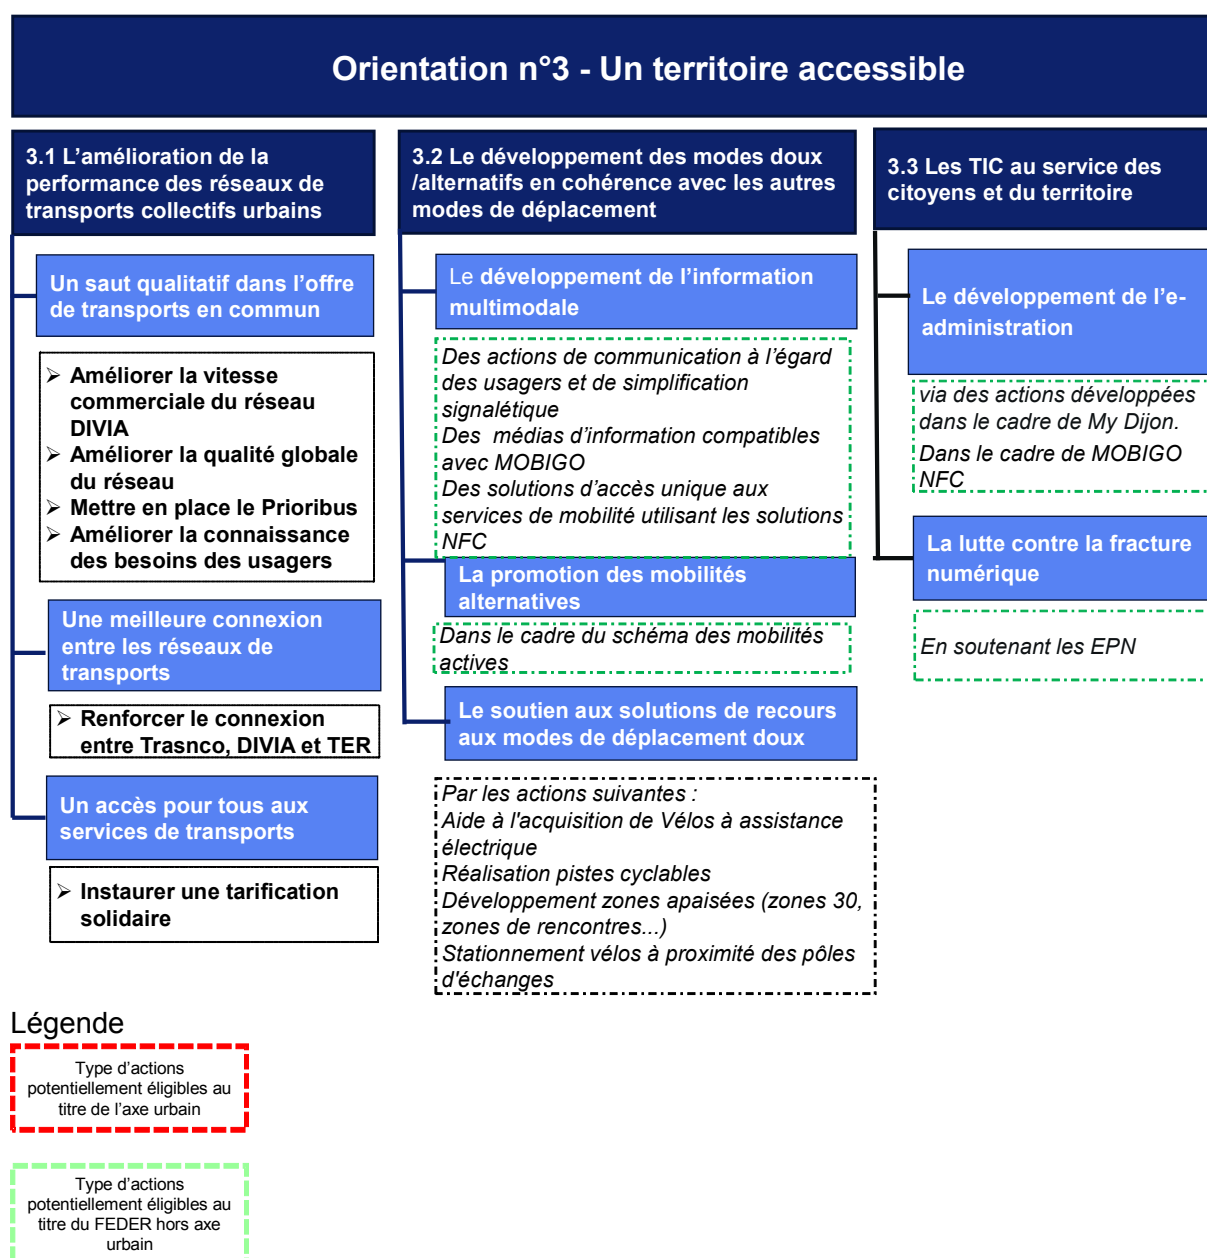 Orientation n°3 - Un territoire accessible
3.1 L’amélioration de la
performance des réseaux de
transports collectifs urbains
Un saut qualitatif dans l’offre
de transports en commun
➢ Améliorer la vitesse
commerciale du réseau
DIVIA
➢ Améliorer la qualité globale
du réseau
➢ Mettre en place le Prioribus
➢ Améliorer la connaissance
des besoins des usagers
Une meilleure connexion
entre les réseaux de
transports
➢ Renforcer le connexion
entre Trasnco, DIVIA et TER
Un accès pour tous aux
services de transports
➢ Instaurer une tarification
solidaire
3.2 Le développement des modes doux
/alternatifs en cohérence avec les autres
modes de déplacement
Le développement de l’information
multimodale
Des actions de communication à l’égard
des usagers et de simplification
signalétique
Des médias d’information compatibles
avec MOBIGO
Des solutions d’accès unique aux
services de mobilité utilisant les solutions
NFC
La promotion des mobilités
alternatives
Dans le cadre du schéma des mobilités
actives
Le soutien aux solutions de recours
aux modes de déplacement doux
Par les actions suivantes :
Aide à l'acquisition de Vélos à assistance
électrique
Réalisation pistes cyclables
Développement zones apaisées (zones 30,
zones de rencontres...)
Stationnement vélos à proximité des pôles
d'échanges
3.3 Les TIC au service des
citoyens et du territoire
Le développement de l’e-
administration
via des actions développées
dans le cadre de My Dijon.
Dans le cadre de MOBIGO
NFC
La lutte contre la fracture
numérique
En soutenant les EPN
Légende
Type d’actions
potentiellement éligibles au
titre de l’axe urbain
Type d’actions
potentiellement éligibles au
titre du FEDER hors axe
urbain